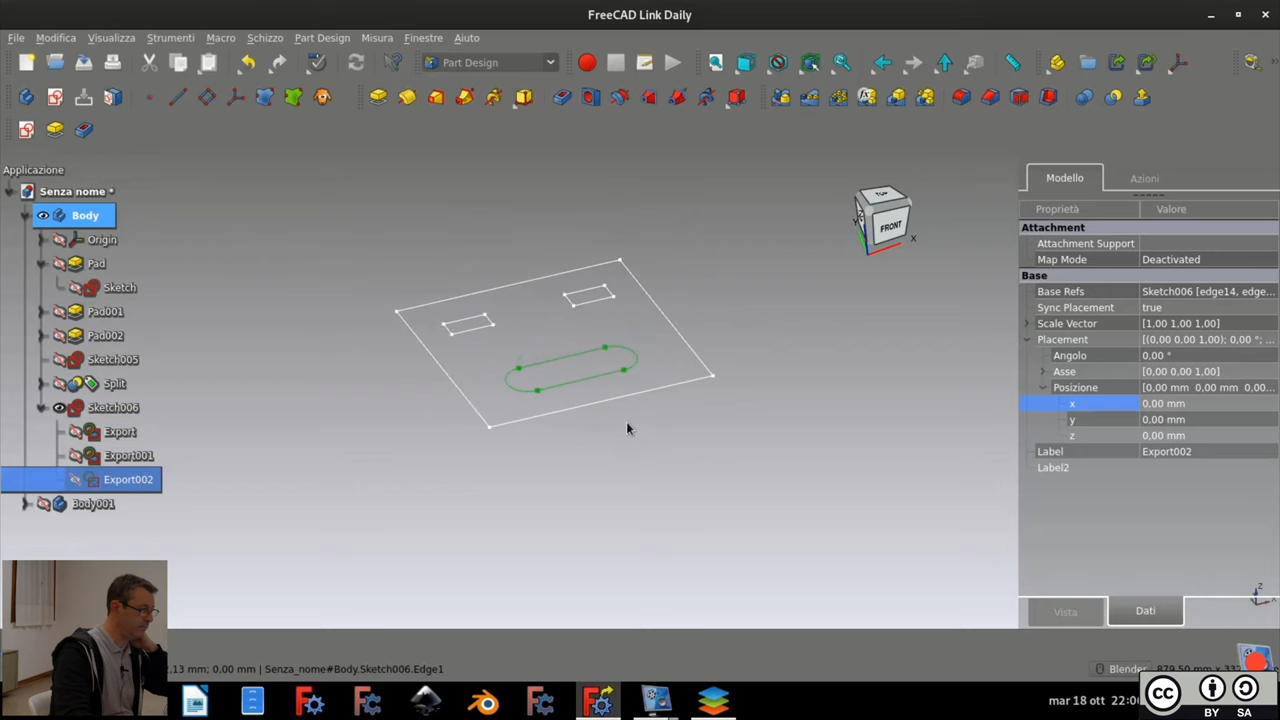 FreeCAD Link Daily
File Modifica Visualizza Strumenti Macro Schizzo Part Design Misura Finestre Aiuto
Part Design
Applicazione
Senza nome *
Body
Origin
Pad
Sketch
Pad001
Pad002
Sketch005
Split
Sketch006
Export
Export001
Export002
Body001
TOP
FRONT
X
Y
Z
Modello Azioni
Proprietà Valore
Attachment
Attachment Support
Map Mode Deactivated
Base
Base Refs Sketch006 [edge14, edge...
Sync Placement true
Scale Vector [1,00 1,00 1,00]
Placement [(0,00 0,00 1,00); 0,00 °; ...
Angolo 0,00 °
Asse [0,00 0,00 1,00]
Posizione [0,00 mm 0,00 mm 0,00...
x 0,00 mm
y 0,00 mm
z 0,00 mm
Label Export002
Label2
Vista Dati
2,13 mm; 0,00 mm | Senza_nome#Body.Sketch006.Edge1
Blender
mar 18 ott
CC BY SA